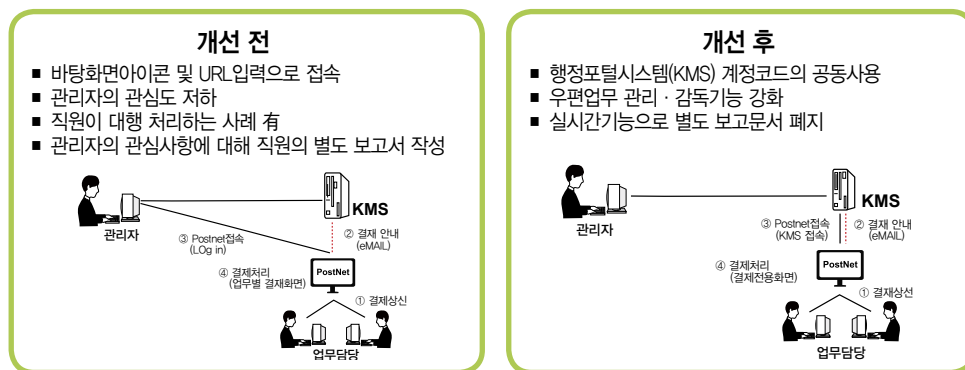 개선 전
■ 바탕화면아이콘 및 URL입력으로 접속
■ 관리자의 관심도 저하
■ 직원이 대행 처리하는 사례 有
■ 관리자의 관심사항에 대해 직원의 별도 보고서 작성
관리자
KMS
③ Postnet접속
(LOg in)
② 결재 안내
(eMAIL)
④ 결제처리
(업무별 결재화면)
PostNet
① 결제상신
업무담당
개선 후
■ 행정포털시스템(KMS) 계정코드의 공동사용
■ 우편업무 관리 · 감독기능 강화
■ 실시간기능으로 별도 보고문서 폐지
관리자
KMS
③ Postnet접속
(KMS 접속)
② 결재 안내
(eMAIL)
④ 결제처리
(결제전용화면)
PostNet
① 결재상선
업무담당